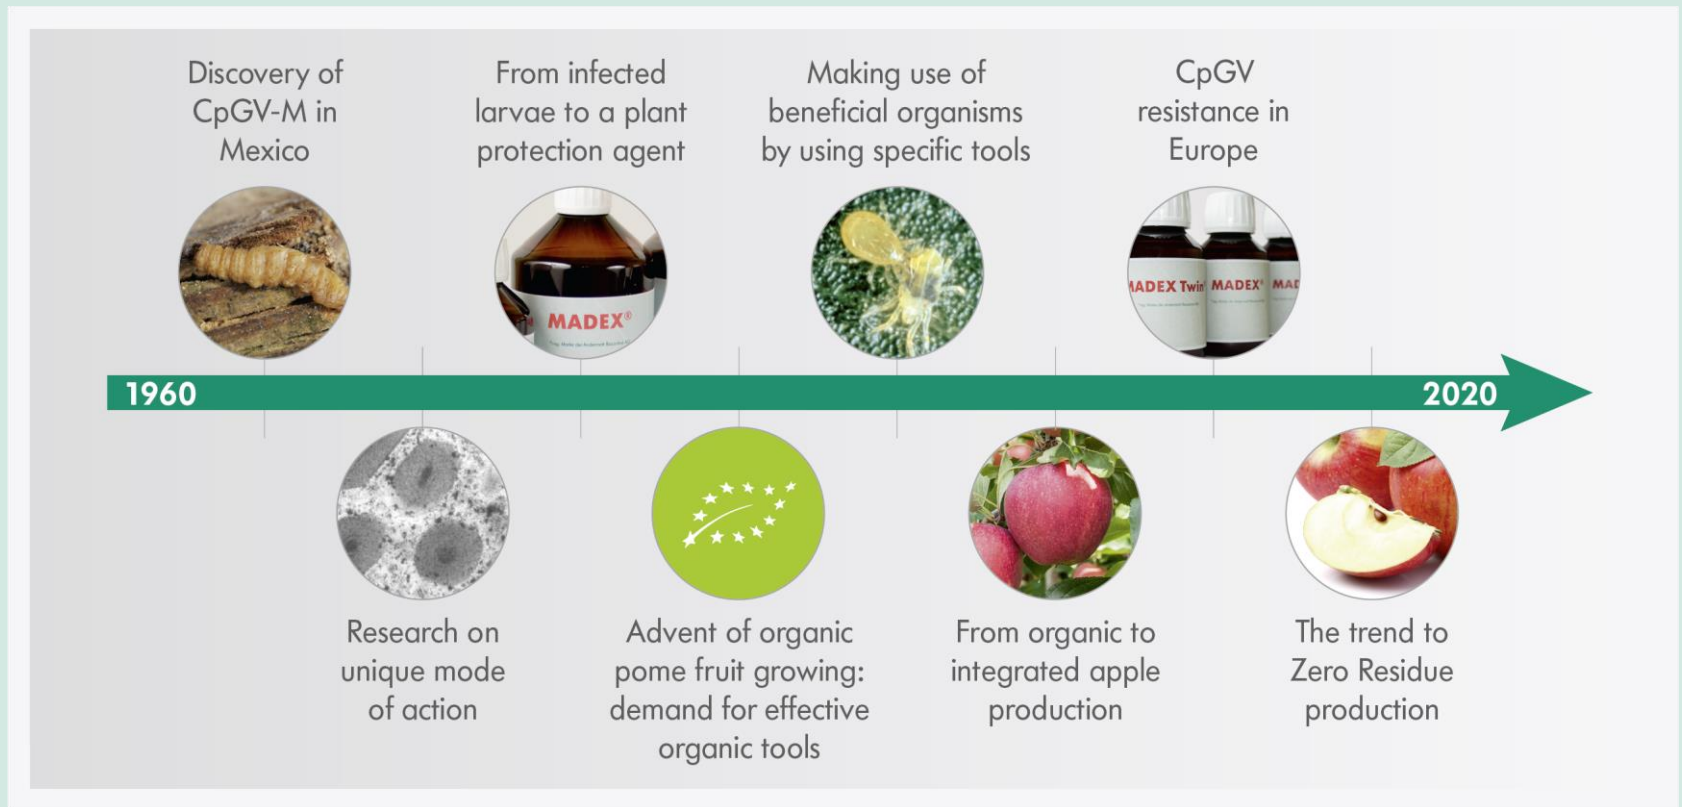 Discovery of
CpGV-M in
Mexico
From infected
larvae to a plant
protection agent
Making use of
beneficial organisms
by using specific tools
CpGV
resistance in
Europe
MADEX®
MADEX Twin
MADEX®
MAD
1960
2020
Research on
unique mode
of action
Advent of organic
pome fruit growing:
demand for effective
organic tools
From organic to
integrated apple
production
The trend to
Zero Residue
production